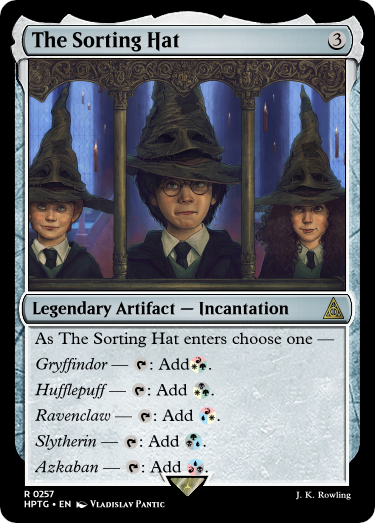 The Sorting Hat 3
Legendary Artifact — Incantation
As The Sorting Hat enters choose one —
Gryffindor — : Add .
Hufflepuff — : Add .
Ravenclaw — : Add .
Slytherin — : Add .
Azkaban — : Add .
R 0257
J. K. Rowling
HPTG • EN Vladislav Pantic